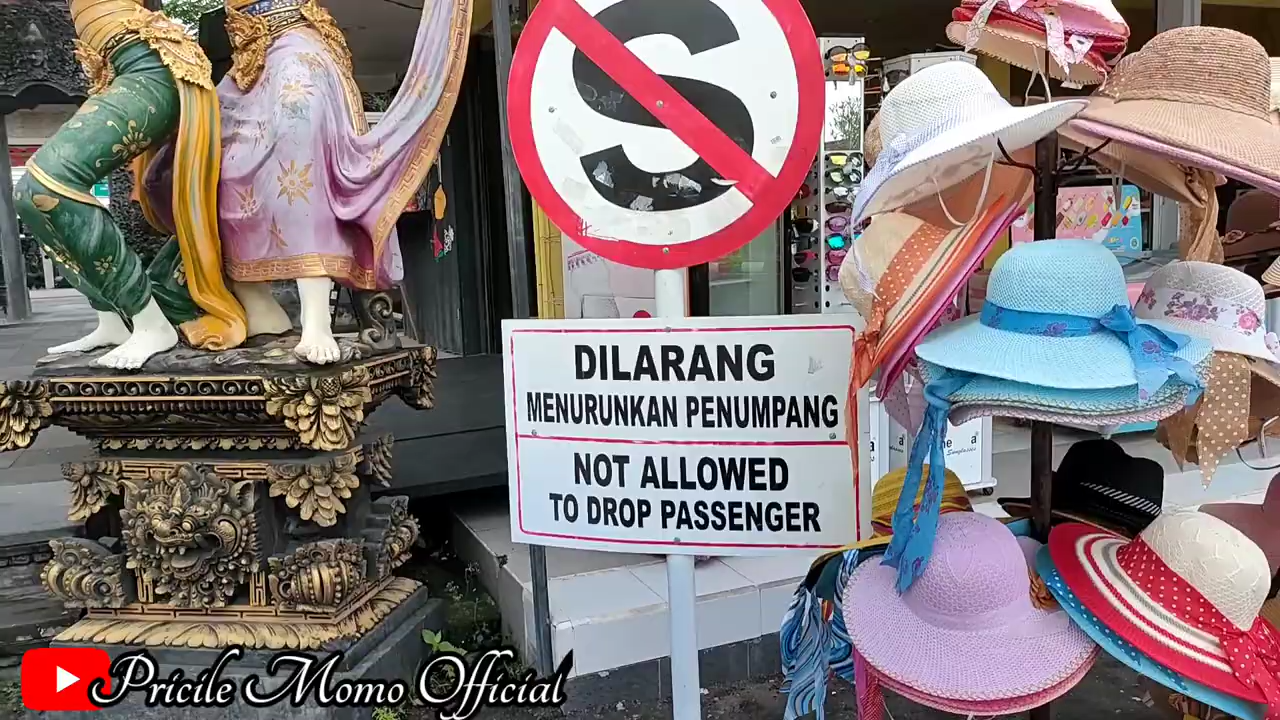 S
DILARANG
MENURUNKAN PENUMPANG
NOT ALLOWED
TO DROP PASSENGER
Pricile Momo Official